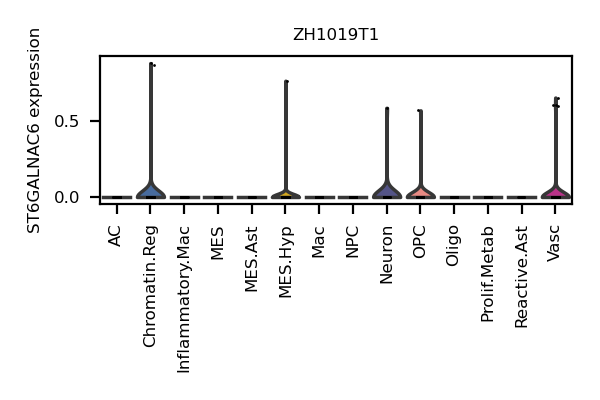 ZH1019T1
ST6GALNAC6 expression
0.5
0.0
AC
Chromatin.Reg
Inflammatory.Mac
MES
MES.Ast
MES.Hyp
Mac
NPC
Neuron
OPC
Oligo
Prolif.Metab
Reactive.Ast
Vasc